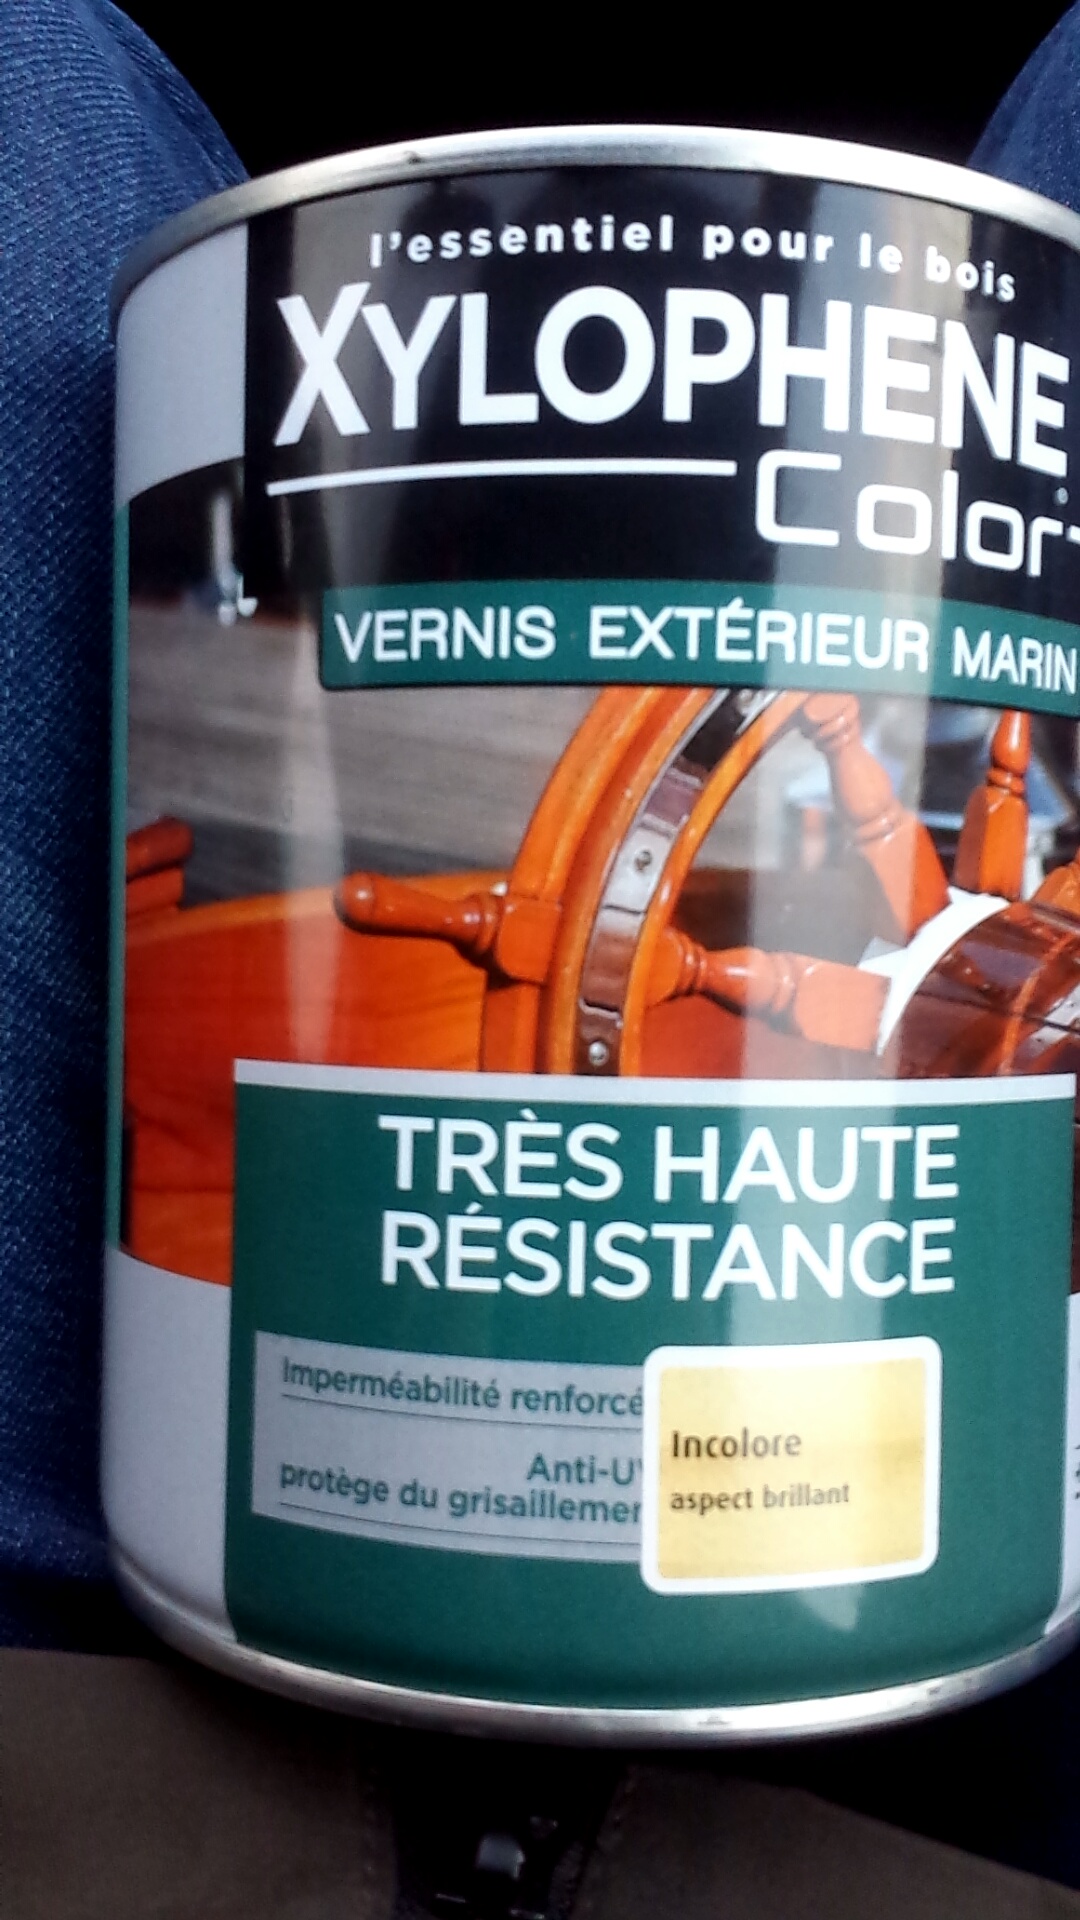 l'essentiel pour le bois
XYLOPHENE
Color
VERNIS EXTÉRIEUR MARIN
TRÈS HAUTE
RÉSISTANCE
Imperméabilité renforcé
Anti-U
protège du grisaillemen
Incolore
aspect brillant